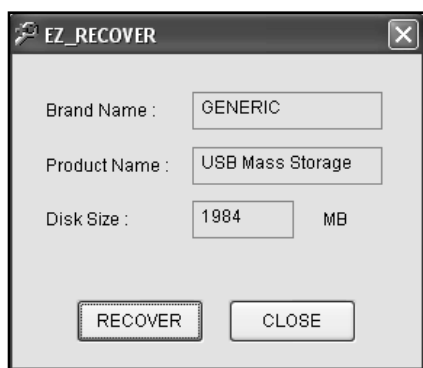 EZ_RECOVER
Brand Name : GENERIC
Product Name : USB Mass Storage
Disk Size : 1984 MB
RECOVER CLOSE